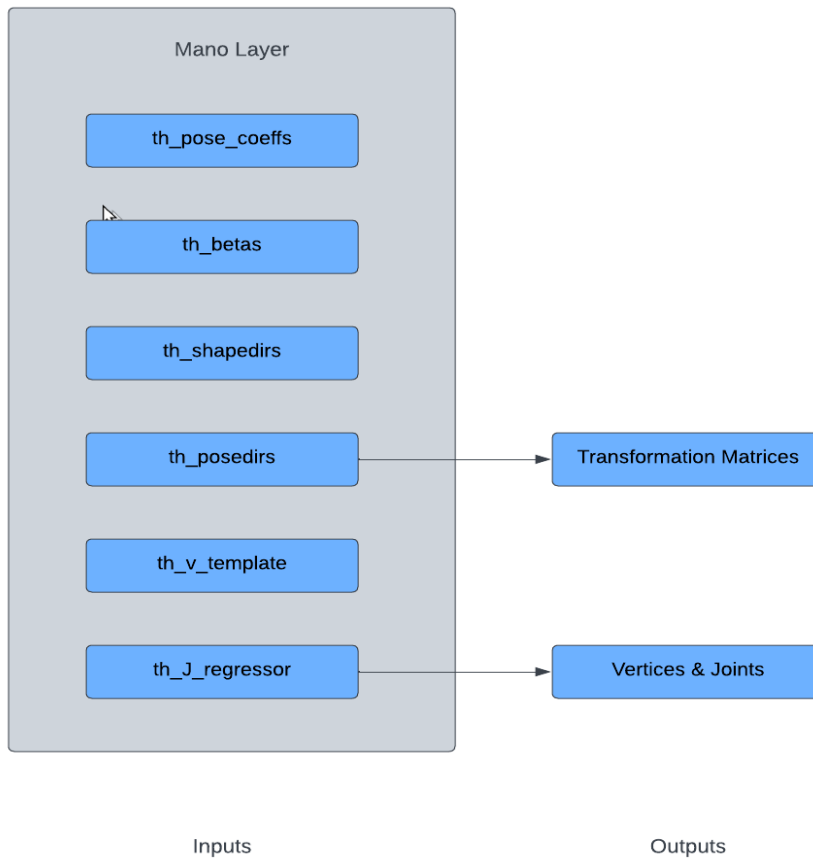 Mano Layer
th_pose_coeffs
th_betas
th_shapedirs
th_posedirs
Transformation Matrices
th_v_template
th_J_regressor
Vertices & Joints
Inputs
Outputs